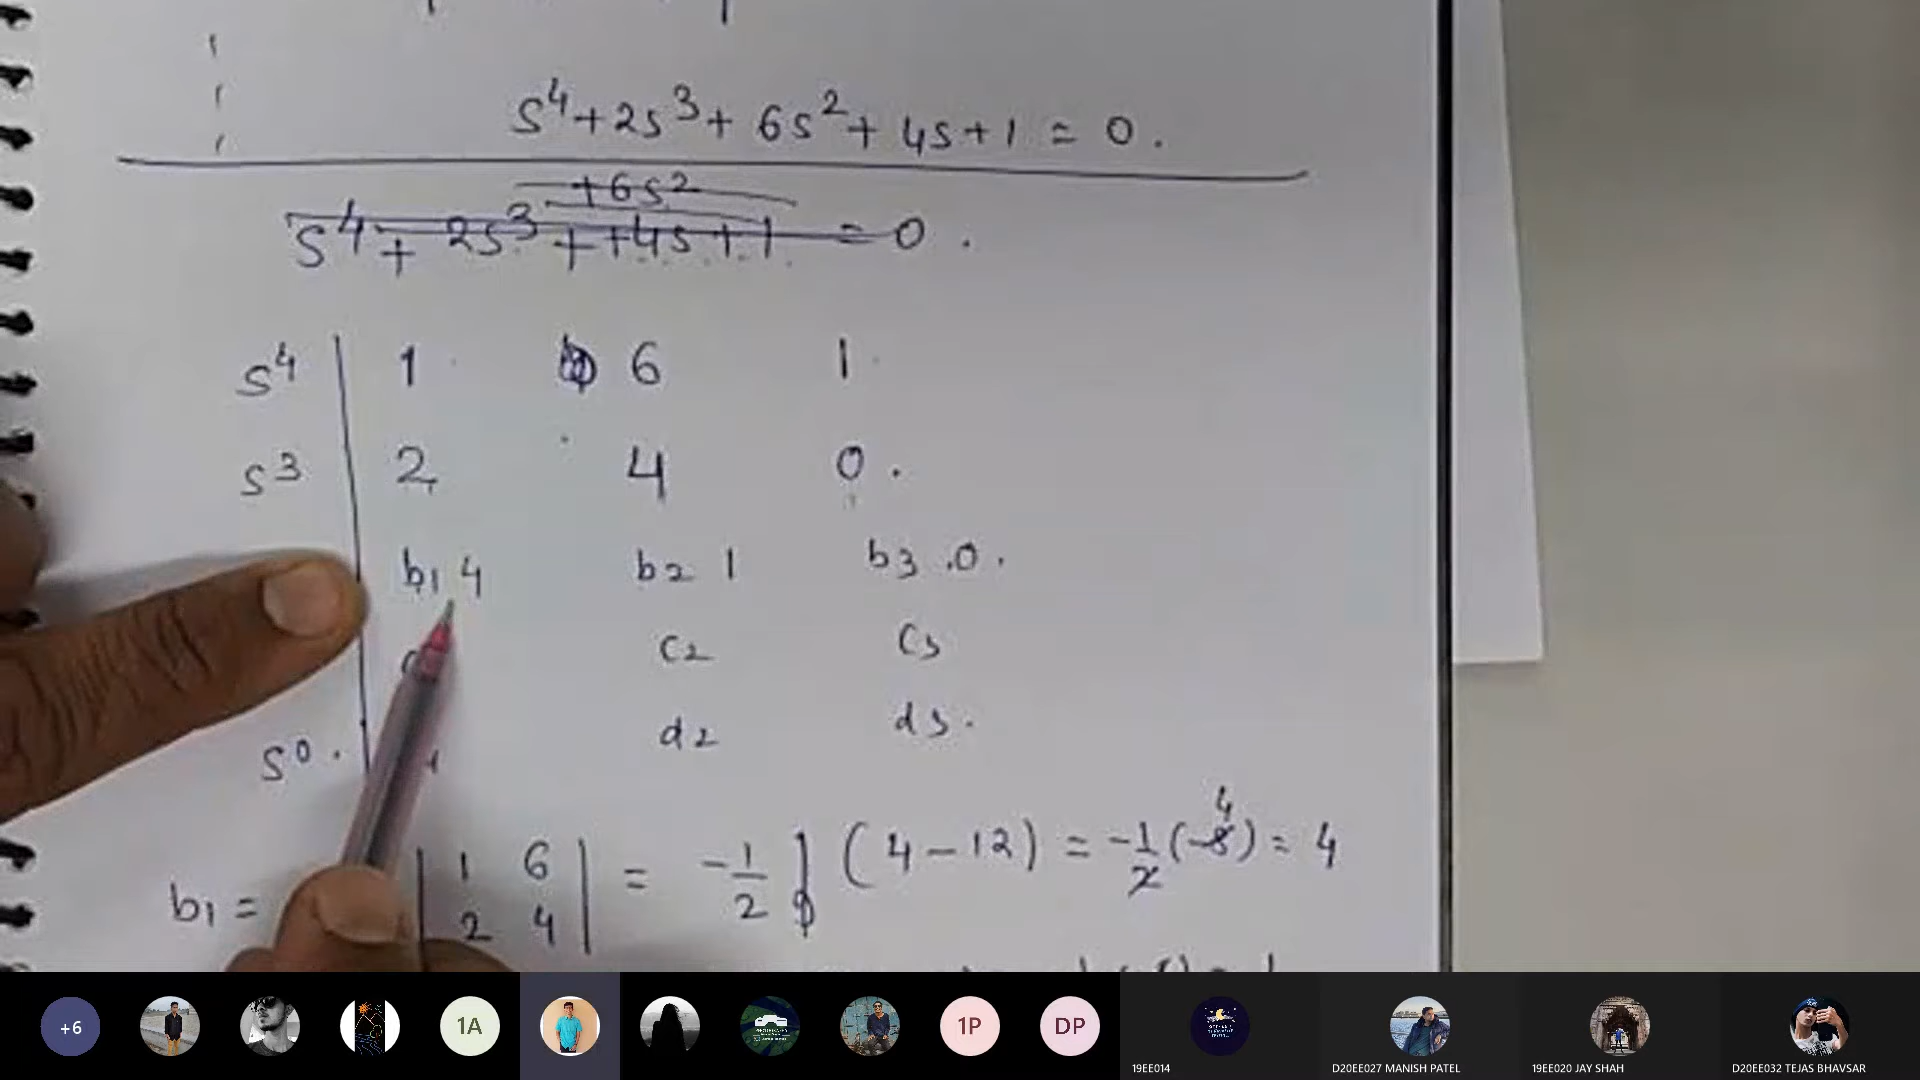 s⁴+2s³+ 6s²+ 4s+1 = 0.
+6s²
s⁴+ 2s³ + +4s+1 = 0 .
s⁴ 1 6 1
s³ 2 4 0.
b₁ 4 b₂ 1 b₃ .0.
c₂ c₃
s⁰. d₂ d₃.
4
b₁ = | 1 6 | = -1/2 (4-12) = -1/2 (-8) = 4
2 4
+6
1A
1P
DP
19EE014
D20EE027 MANISH PATEL
19EE020 JAY SHAH
D20EE032 TEJAS BHAVSAR